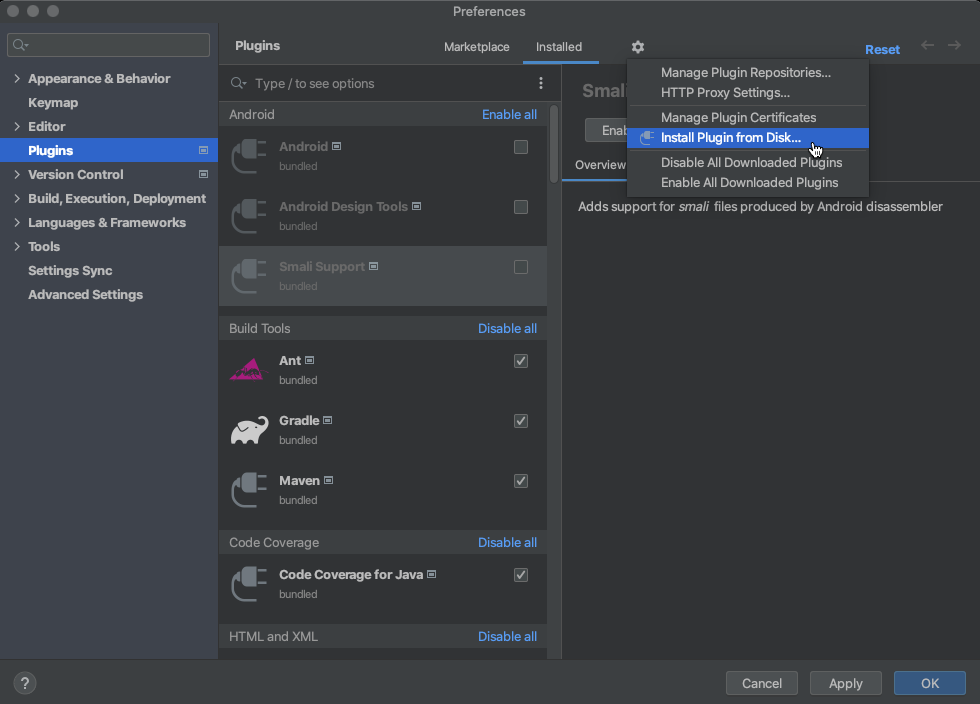 Preferences
Plugins
Marketplace
Installed
Reset
Appearance & Behavior
Keymap
Editor
Plugins
Version Control
Build, Execution, Deployment
Languages & Frameworks
Tools
Settings Sync
Advanced Settings
Type / to see options
Android
Enable all
Android
bundled
Android Design Tools
bundled
Smali Support
bundled
Build Tools
Disable all
Ant
bundled
Gradle
bundled
Maven
bundled
Code Coverage
Disable all
Code Coverage for Java
bundled
HTML and XML
Disable all
Smali
Enab
Overview
Manage Plugin Repositories...
HTTP Proxy Settings...
Manage Plugin Certificates
Install Plugin from Disk...
Disable All Downloaded Plugins
Enable All Downloaded Plugins
Adds support for smali files produced by Android disassembler
?
Cancel
Apply
OK